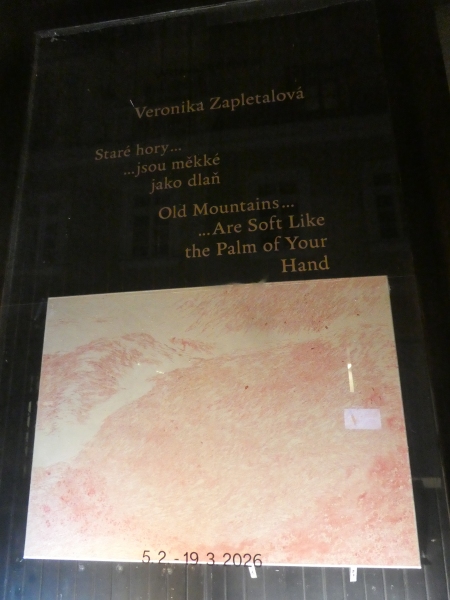 Veronika Zapletalová
Staré hory...
...jsou měkké
jako dlaň
Old Mountains...
...Are Soft Like
the Palm of Your
Hand
5. 2. - 19. 3. 2026